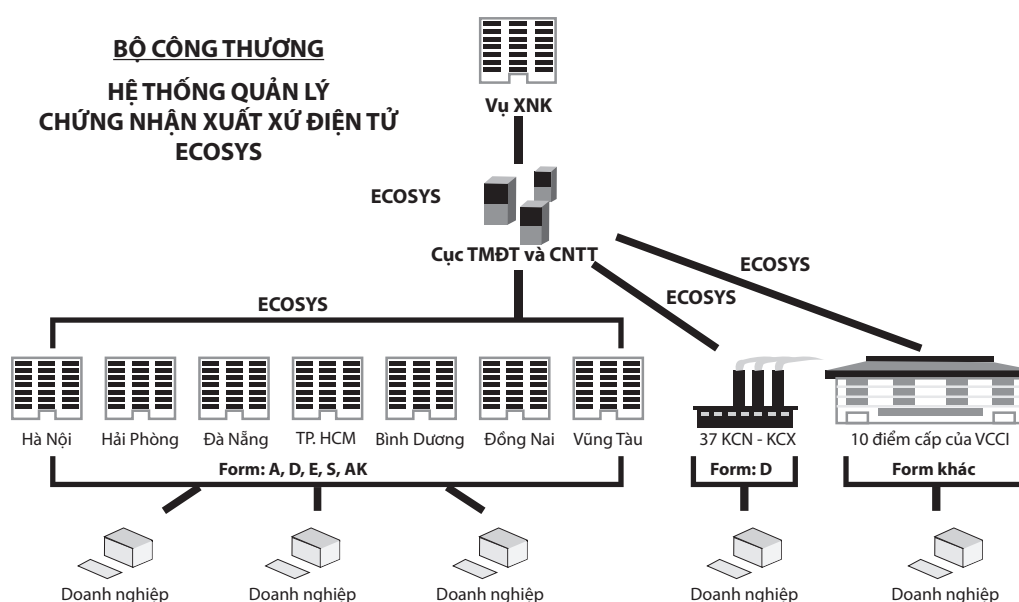 BỘ CÔNG THƯƠNG
HỆ THỐNG QUẢN LÝ
CHỨNG NHẬN XUẤT XỨ ĐIỆN TỬ
ECOSYS
Vụ XNK
ECOSYS
Cục TMĐT và CNTT
ECOSYS
ECOSYS
ECOSYS
Hà Nội
Hải Phòng
Đà Nẵng
TP. HCM
Bình Dương
Đồng Nai
Vũng Tàu
37 KCN - KCX
10 điểm cấp của VCCI
Form: A, D, E, S, AK
Form: D
Form khác
Doanh nghiệp
Doanh nghiệp
Doanh nghiệp
Doanh nghiệp
Doanh nghiệp